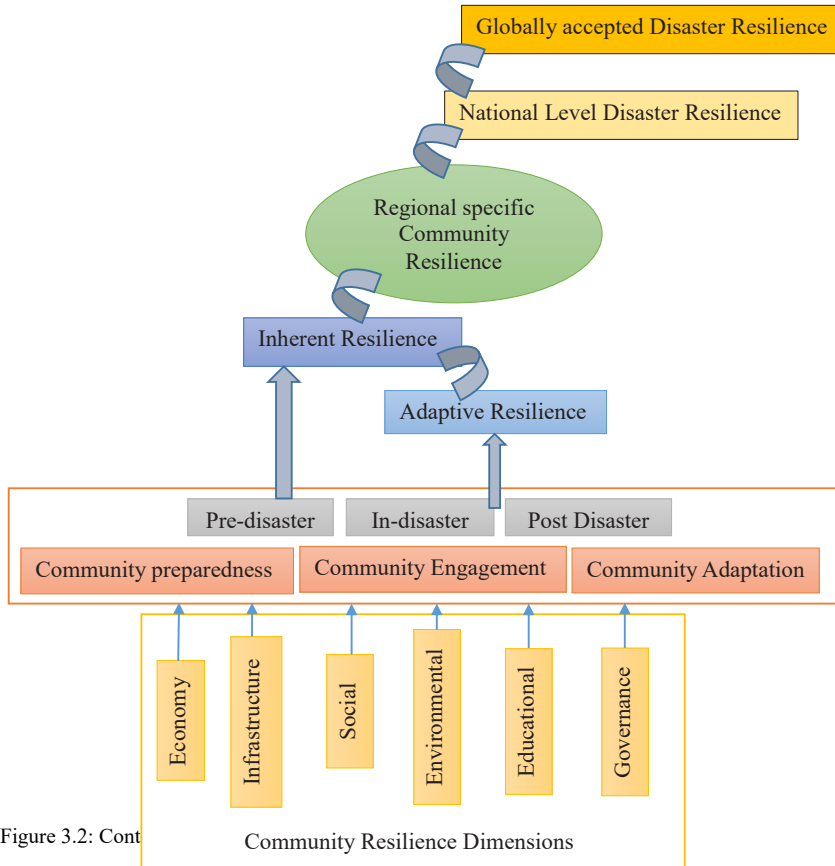 Globally accepted Disaster Resilience
National Level Disaster Resilience
Regional specific
Community
Resilience
Inherent Resilience
Adaptive Resilience
Pre-disaster
In-disaster
Post Disaster
Community preparedness
Community Engagement
Community Adaptation
Economy
Infrastructure
Social
Environmental
Educational
Governance
Figure 3.2: Cont
Community Resilience Dimensions